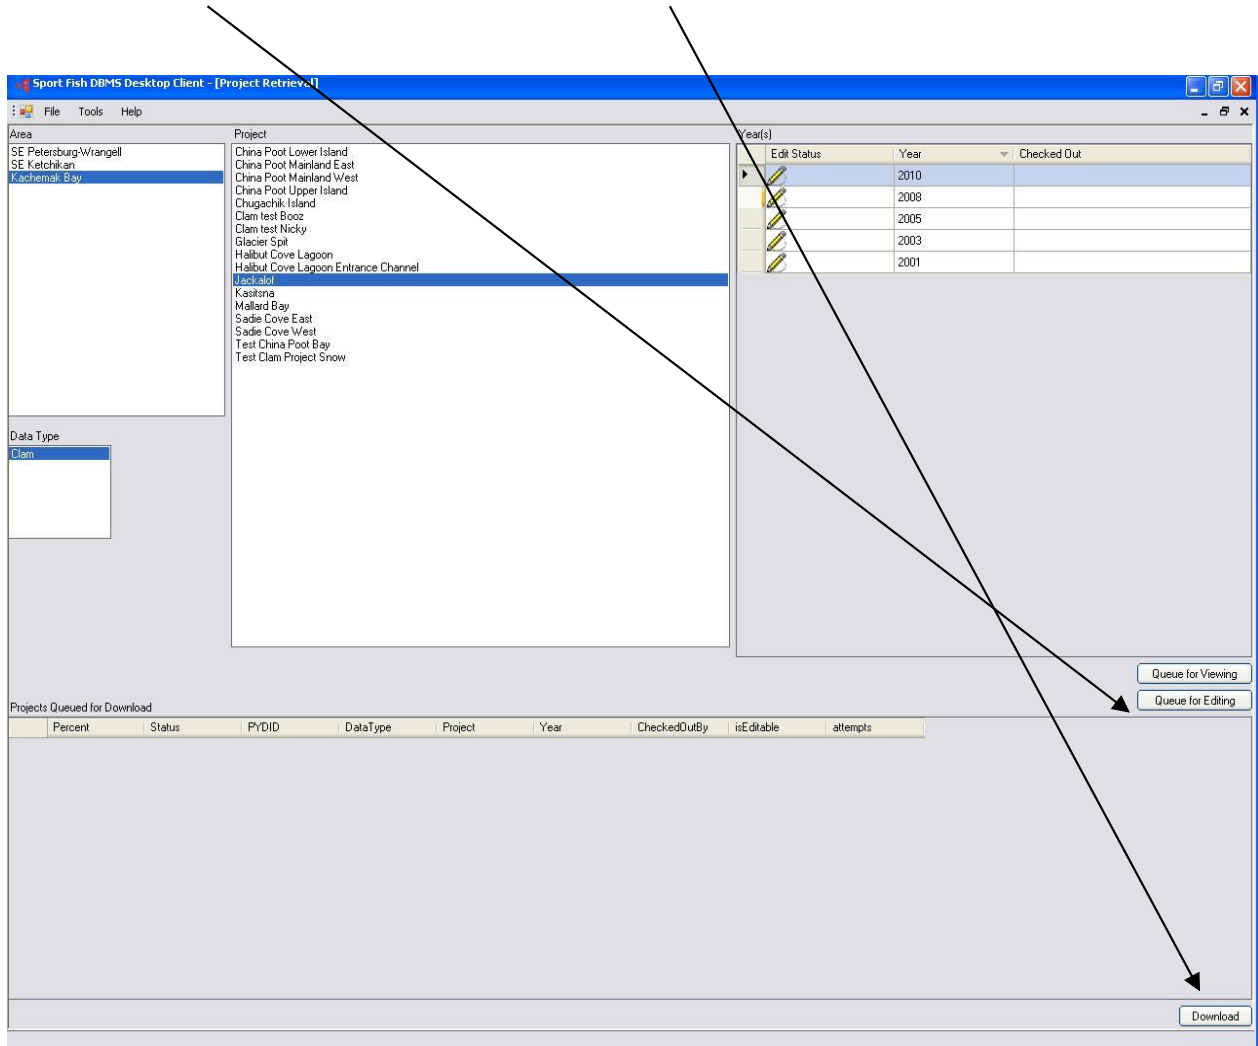 Sport Fish DBMS Desktop Client - [Project Retrieval]
File Tools Help
Area
SE Petersburg-Wrangell
SE Ketchikan
Kachemak Bay
Project
China Poot Lower Island
China Poot Mainland East
China Poot Mainland West
China Poot Upper Island
Chugachik Island
Clam test Booz
Clam test Nicky
Glacier Spit
Halibut Cove Lagoon
Halibut Cove Lagoon Entrance Channel
Jackalof
Kasitsna
Mallard Bay
Sadie Cove East
Sadie Cove West
Test China Poot Bay
Test Clam Project Snow
Year(s)
Edit Status Year Checked Out
2010
2008
2005
2003
2001
Data Type
Clam
Queue for Viewing
Queue for Editing
Projects Queued for Download
Percent Status PYDID DataType Project Year CheckedOutBy isEditable attempts
Download